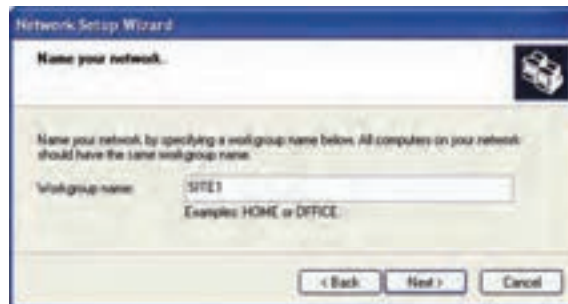 Network Setup Wizard
Name your network.
Name your network by specifying a workgroup name below. All computers on your network
should have the same workgroup name.
Workgroup name: SITE1
Examples: HOME or OFFICE
< Back Next > Cancel